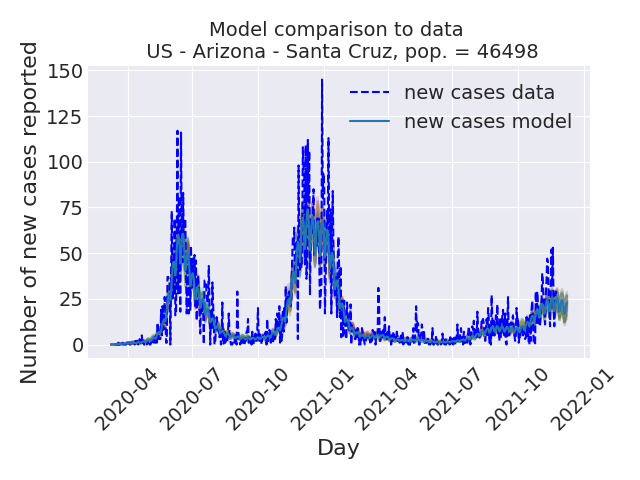 Model comparison to data
US - Arizona - Santa Cruz, pop. = 46498
Number of new cases reported
150
125
100
75
50
25
0
new cases data
new cases model
2020-04
2020-07
2020-10
2021-01
2021-04
2021-07
2021-10
2022-01
Day